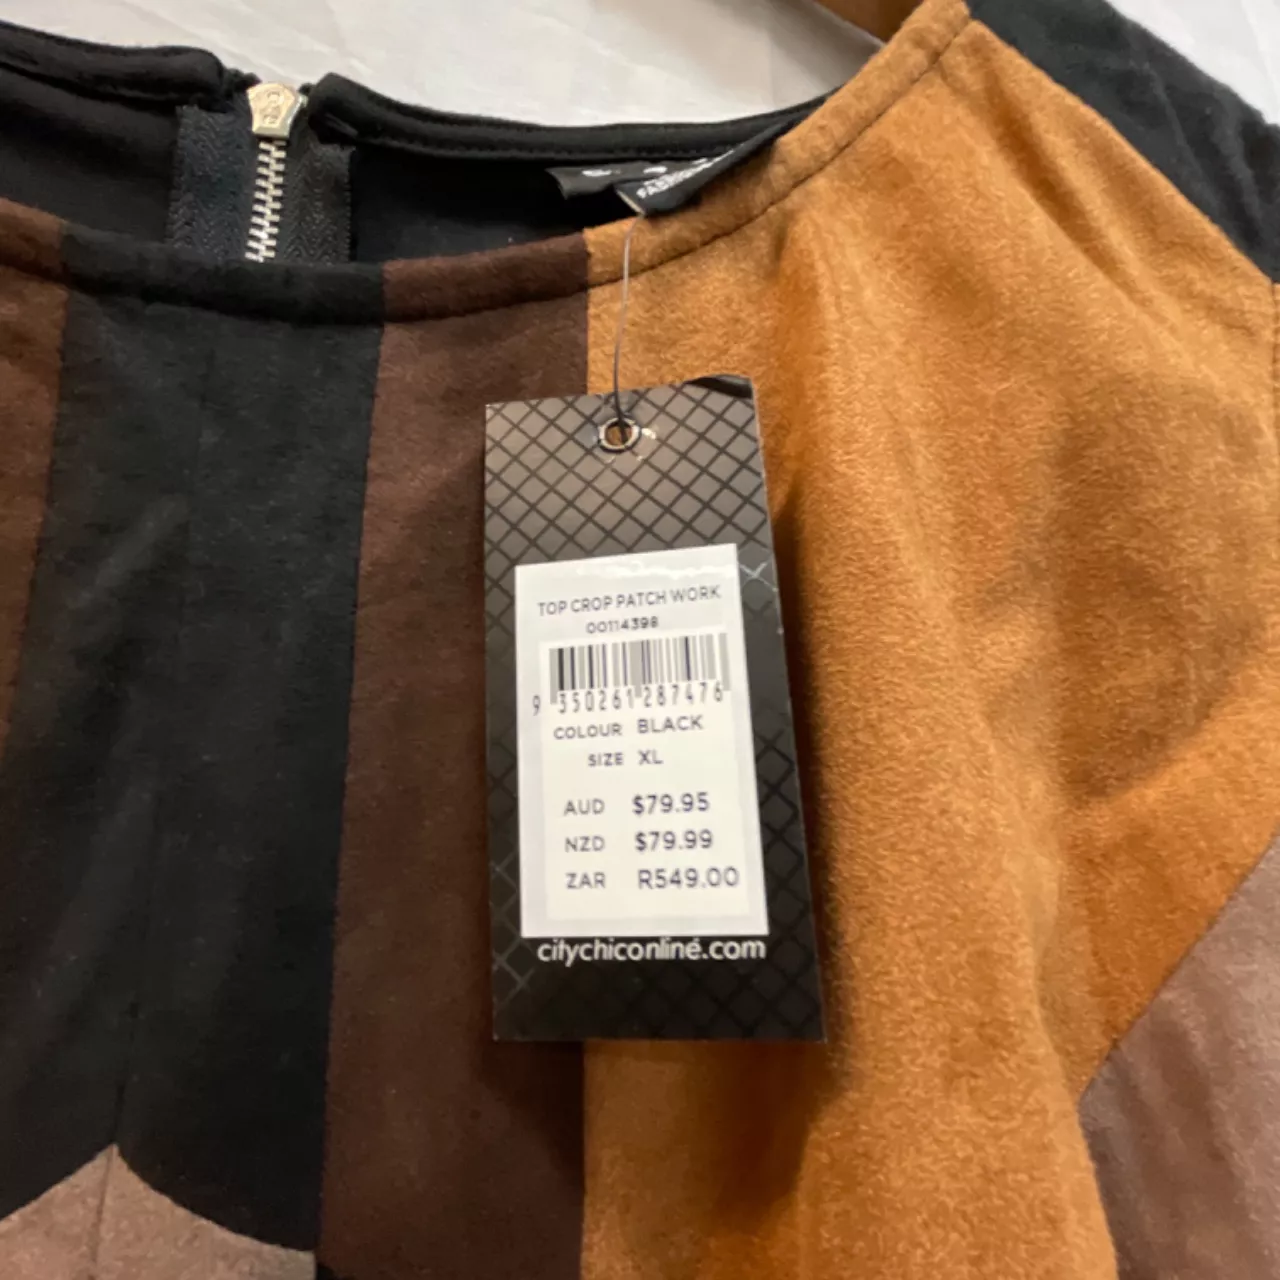 TOP CROP PATCH WORK
00114398
9 350261 287476
COLOUR BLACK
SIZE XL
AUD $79.95
NZD $79.99
ZAR R549.00
citychiconline.com